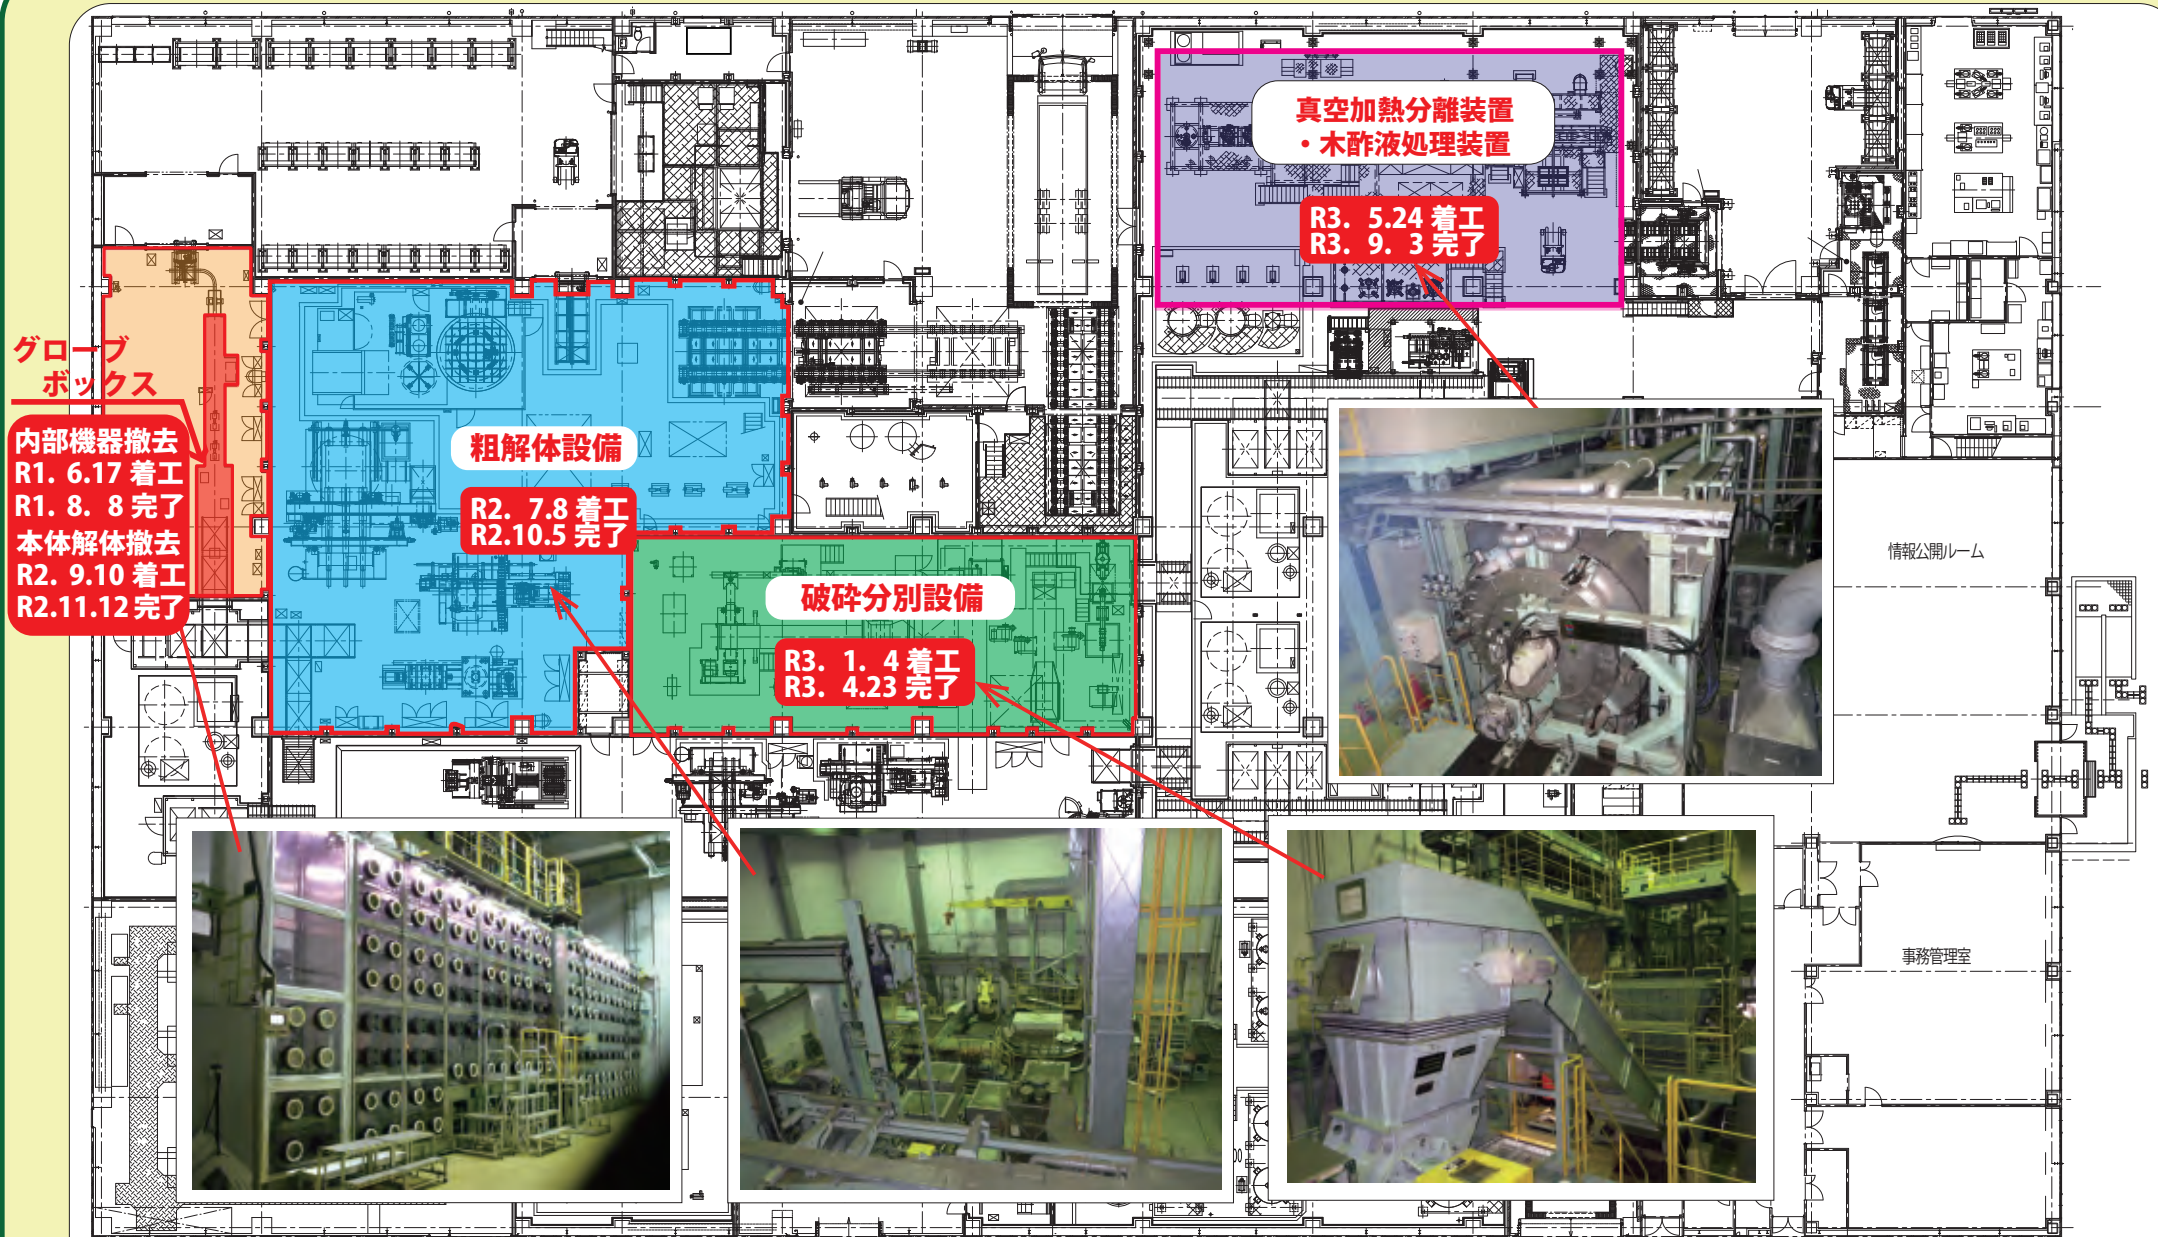 真空加熱分離装置
・木酢液処理装置
R3. 5.24 着工
R3. 9. 3 完了
グローブ
ボックス
内部機器撤去
R1. 6.17 着工
R1. 8. 8 完了
本体解体撤去
R2. 9.10 着工
R2.11.12 完了
粗解体設備
R2. 7.8 着工
R2.10.5 完了
破砕分別設備
R3. 1. 4 着工
R3. 4.23 完了
情報公開ルーム
事務管理室